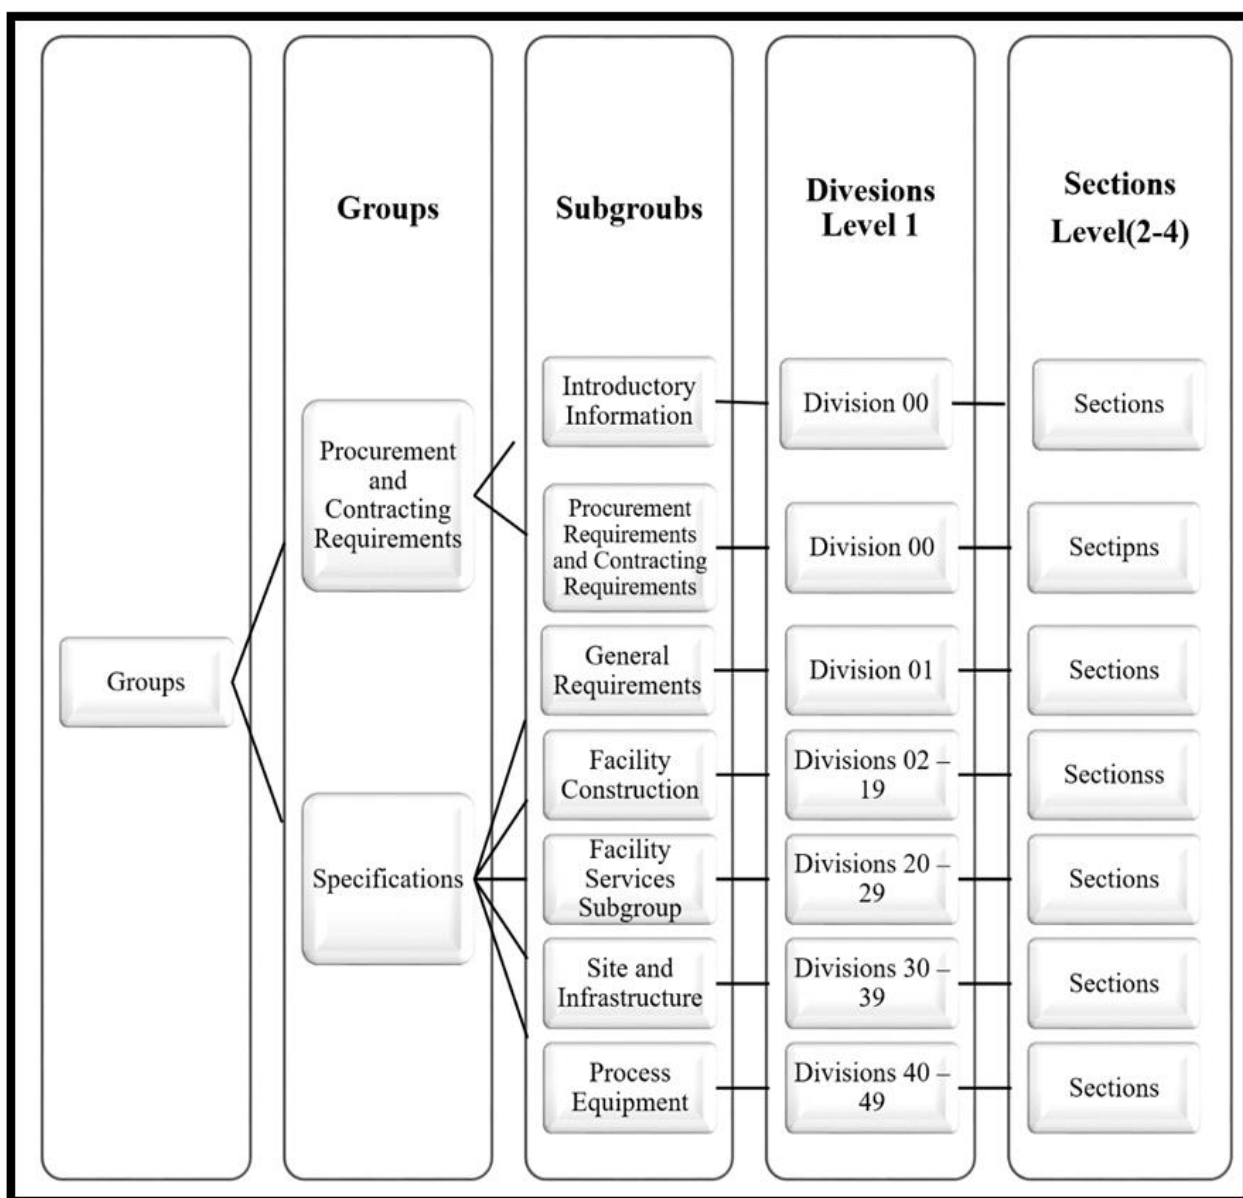 Groups
Subgroubs
Divesions
Level 1
Sections
Level(2-4)
Groups
Procurement
and
Contracting
Requirements
Specifications
Introductory
Information
Division 00
Sections
Procurement
Requirements
and Contracting
Requirements
Division 00
Sectipns
General
Requirements
Division 01
Sections
Facility
Construction
Divisions 02 –
19
Sectionss
Facility
Services
Subgroup
Divisions 20 –
29
Sections
Site and
Infrastructure
Divisions 30 –
39
Sections
Process
Equipment
Divisions 40 –
49
Sections